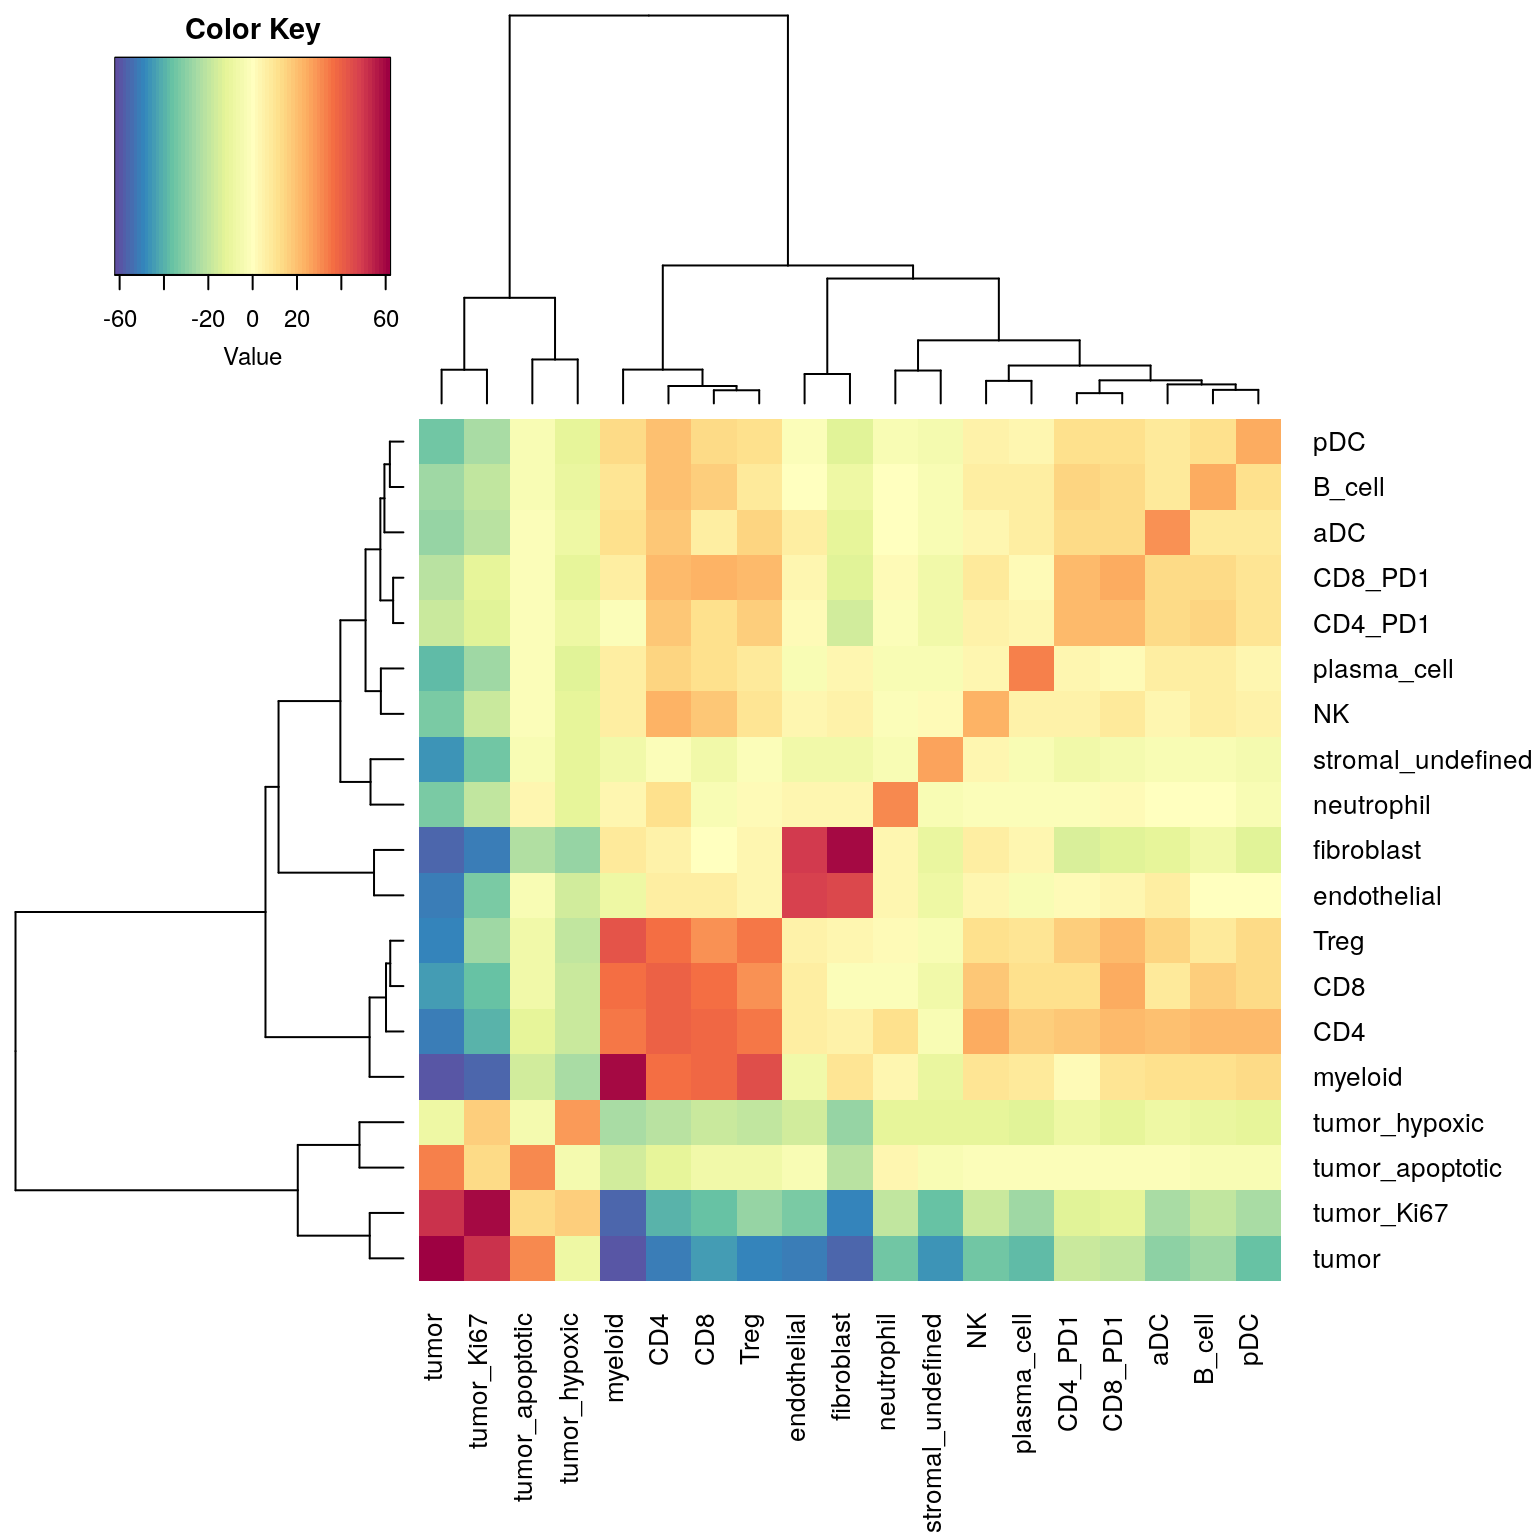 Color Key
-60 -20 0 20 60
Value
pDC
B_cell
aDC
CD8_PD1
CD4_PD1
plasma_cell
NK
stromal_undefined
neutrophil
fibroblast
endothelial
Treg
CD8
CD4
myeloid
tumor_hypoxic
tumor_apoptotic
tumor_Ki67
tumor
tumor
tumor_Ki67
tumor_apoptotic
tumor_hypoxic
myeloid
CD4
CD8
Treg
endothelial
fibroblast
neutrophil
stromal_undefined
NK
plasma_cell
CD4_PD1
CD8_PD1
aDC
B_cell
pDC